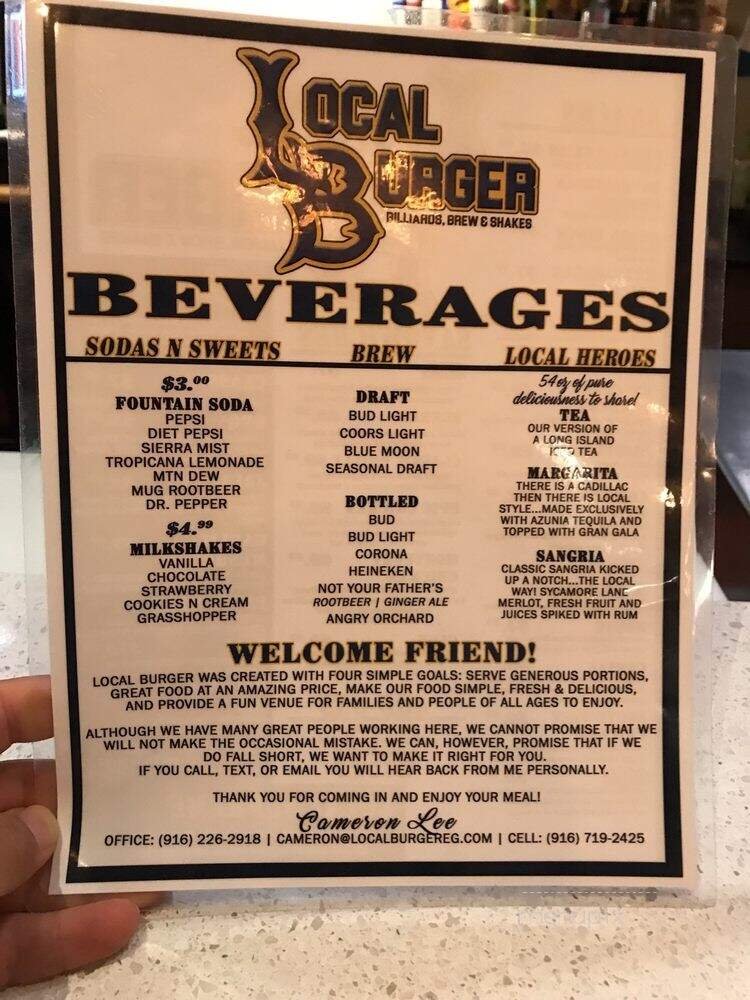 LOCAL
BURGER
BILLIARDS, BREW & SHAKES
BEVERAGES
SODAS N SWEETS
$3.00
FOUNTAIN SODA
PEPSI
DIET PEPSI
SIERRA MIST
TROPICANA LEMONADE
MTN DEW
MUG ROOTBEER
DR. PEPPER
$4.99
MILKSHAKES
VANILLA
CHOCOLATE
STRAWBERRY
COOKIES N CREAM
GRASSHOPPER
BREW
DRAFT
BUD LIGHT
COORS LIGHT
BLUE MOON
SEASONAL DRAFT
BOTTLED
BUD
BUD LIGHT
CORONA
HEINEKEN
NOT YOUR FATHER'S
ROOTBEER | GINGER ALE
ANGRY ORCHARD
LOCAL HEROES
54oz of pure
deliciousness to share!
TEA
OUR VERSION OF
A LONG ISLAND
ICED TEA
MARGARITA
THERE IS A CADILLAC
THEN THERE IS LOCAL
STYLE...MADE EXCLUSIVELY
WITH AZUNIA TEQUILA AND
TOPPED WITH GRAN GALA
SANGRIA
CLASSIC SANGRIA KICKED
UP A NOTCH...THE LOCAL
WAY! SYCAMORE LANE
MERLOT, FRESH FRUIT AND
JUICES SPIKED WITH RUM
WELCOME FRIEND!
LOCAL BURGER WAS CREATED WITH FOUR SIMPLE GOALS: SERVE GENEROUS PORTIONS,
GREAT FOOD AT AN AMAZING PRICE, MAKE OUR FOOD SIMPLE, FRESH & DELICIOUS,
AND PROVIDE A FUN VENUE FOR FAMILIES AND PEOPLE OF ALL AGES TO ENJOY.
ALTHOUGH WE HAVE MANY GREAT PEOPLE WORKING HERE, WE CANNOT PROMISE THAT WE
WILL NOT MAKE THE OCCASIONAL MISTAKE. WE CAN, HOWEVER, PROMISE THAT IF WE
DO FALL SHORT, WE WANT TO MAKE IT RIGHT FOR YOU.
IF YOU CALL, TEXT, OR EMAIL YOU WILL HEAR BACK FROM ME PERSONALLY.
THANK YOU FOR COMING IN AND ENJOY YOUR MEAL!
Cameron Lee
OFFICE: (916) 226-2918 | CAMERON@LOCALBURGEREG.COM | CELL: (916) 719-2425